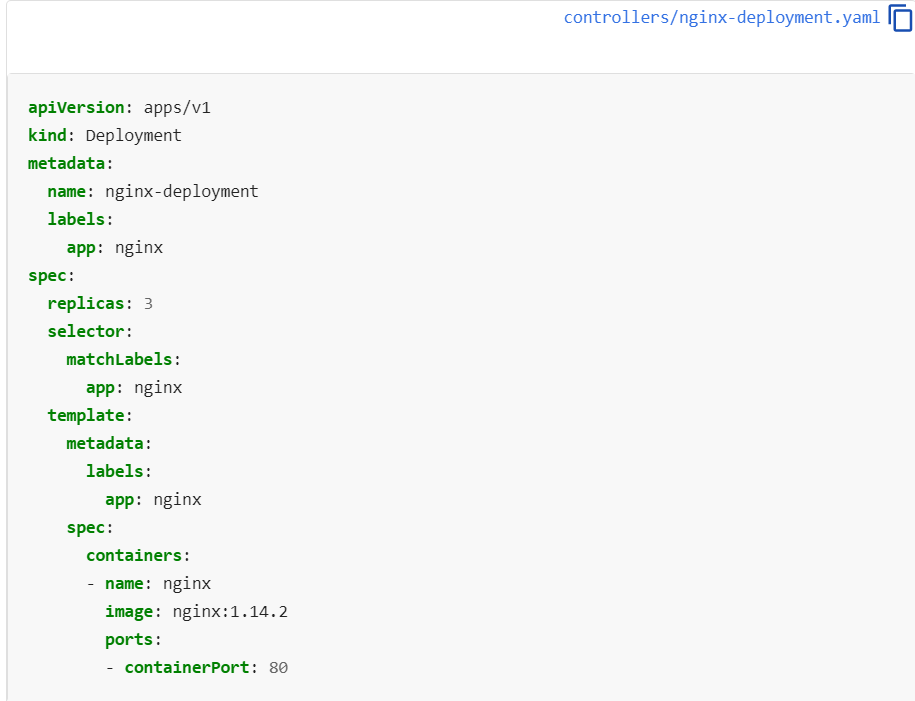 controllers/nginx-deployment.yaml
apiVersion: apps/v1
kind: Deployment
metadata:
  name: nginx-deployment
  labels:
    app: nginx
spec:
  replicas: 3
  selector:
    matchLabels:
      app: nginx
  template:
    metadata:
      labels:
        app: nginx
    spec:
      containers:
      - name: nginx
        image: nginx:1.14.2
        ports:
        - containerPort: 80